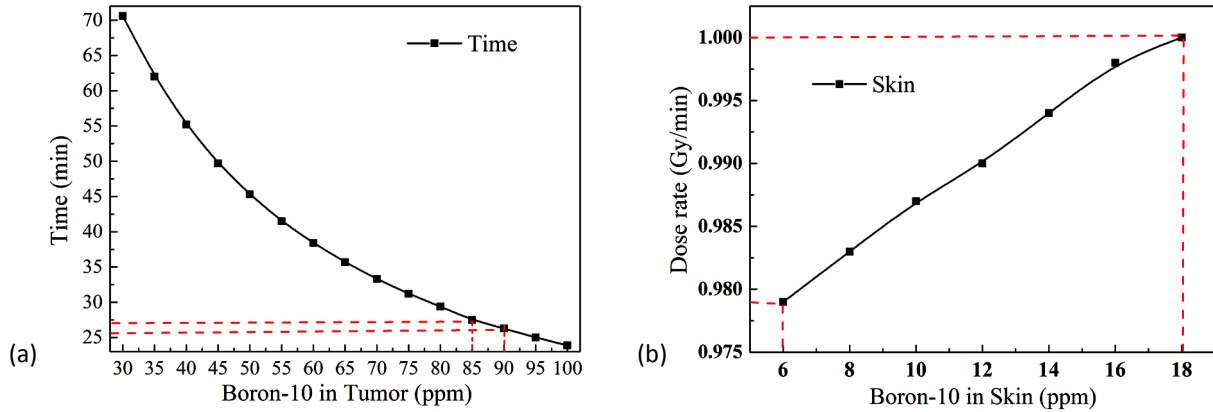 (a)
Time (min)
70
65
60
55
50
45
40
35
30
25
Time
30 35 40 45 50 55 60 65 70 75 80 85 90 95 100
Boron-10 in Tumor (ppm)
(b)
Dose rate (Gy/min)
1.000
0.995
0.990
0.985
0.980
0.975
Skin
6 8 10 12 14 16 18
Boron-10 in Skin (ppm)